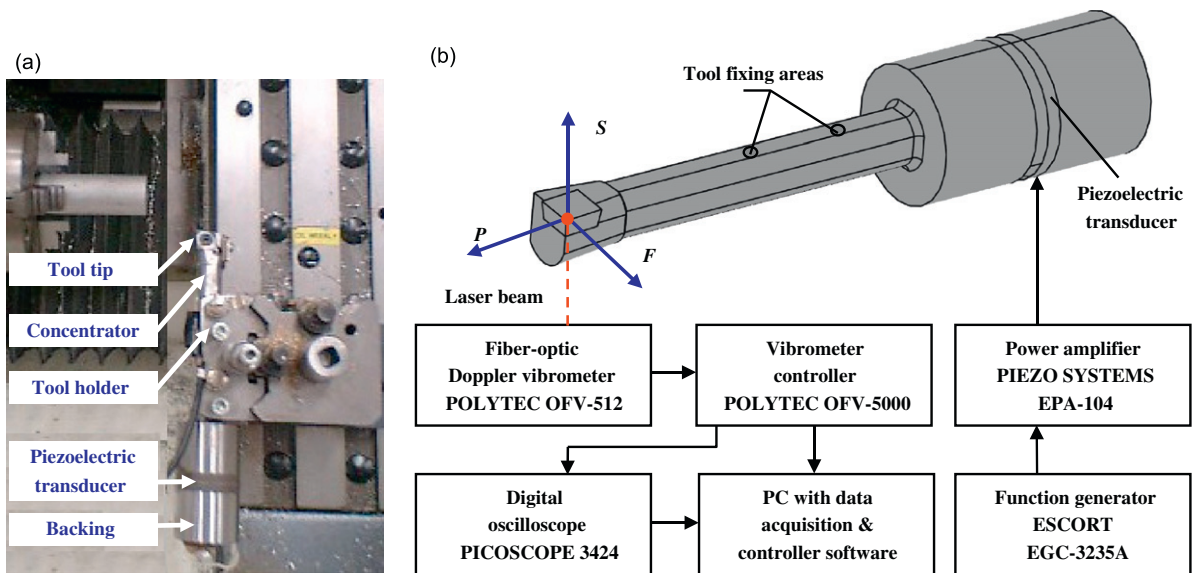 (a)
Tool tip
Concentrator
Tool holder
Piezoelectric
transducer
Backing
(b)
Tool fixing areas
S
P
F
Piezoelectric
transducer
Laser beam
Fiber-optic
Doppler vibrometer
POLYTEC OFV-512
Vibrometer
controller
POLYTEC OFV-5000
Power amplifier
PIEZO SYSTEMS
EPA-104
Digital
oscilloscope
PICOSCOPE 3424
PC with data
acquisition &
controller software
Function generator
ESCORT
EGC-3235A